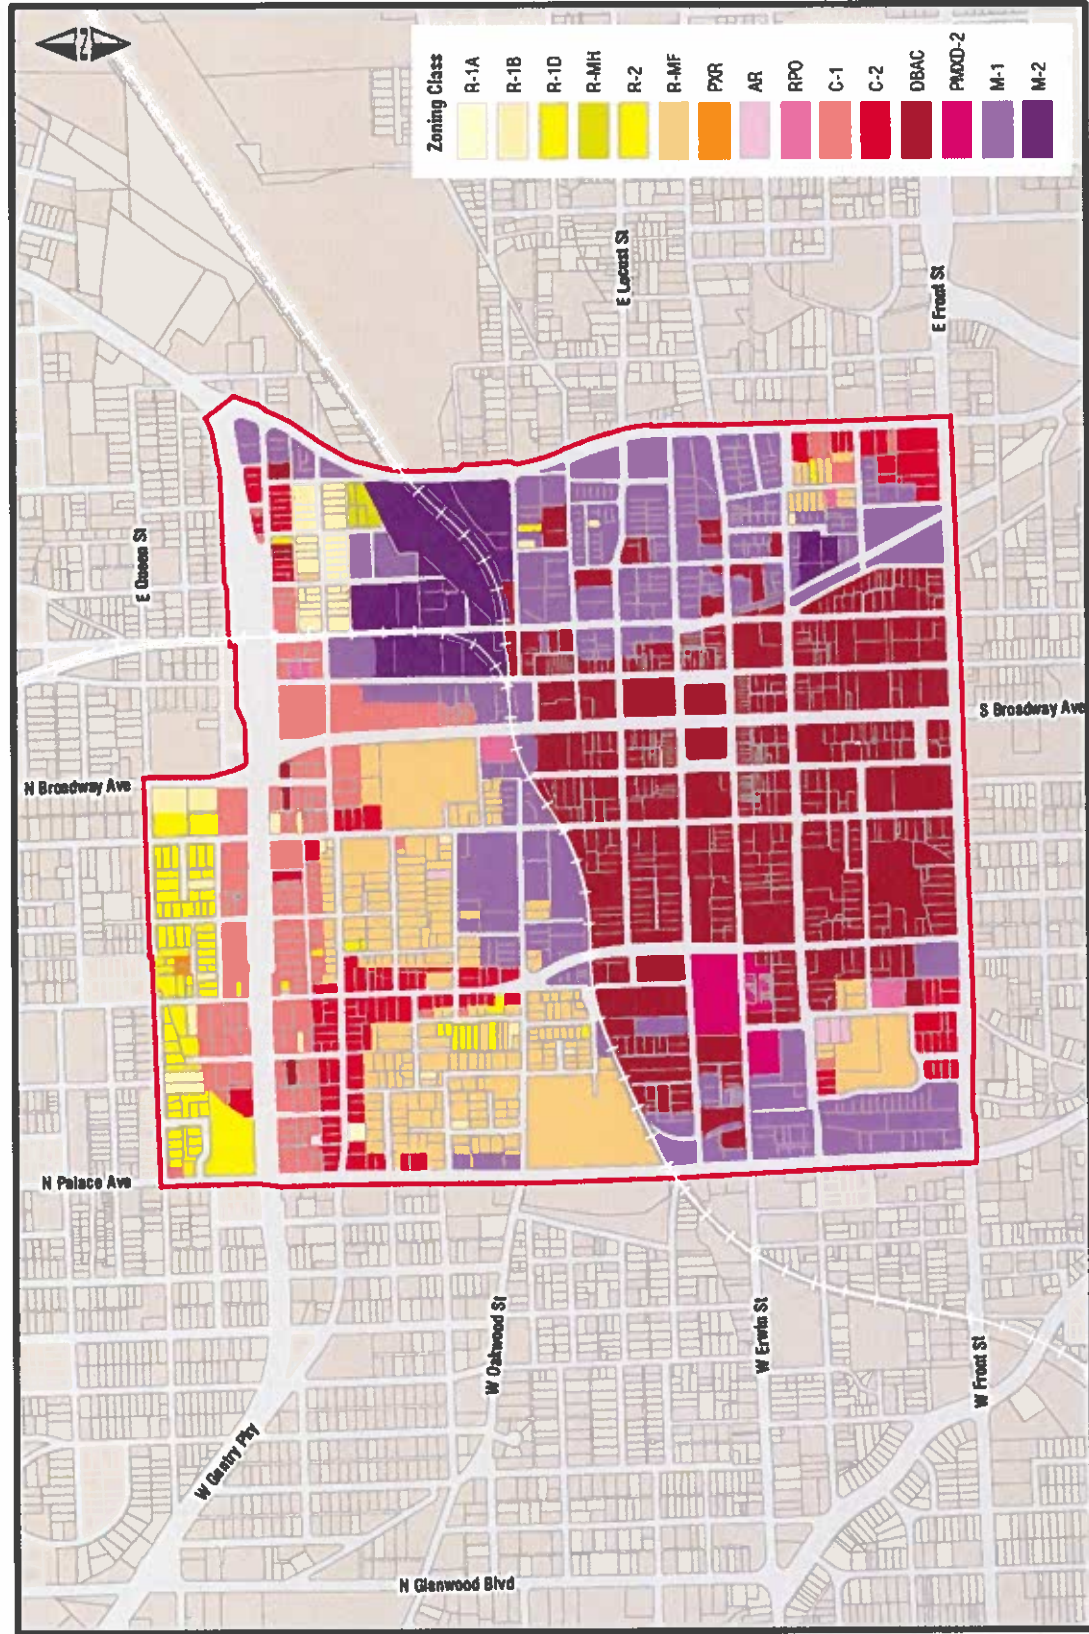 N
Zoning Class
R-1A
R-1B
R-1D
R-MH
R-2
R-MF
PXR
AR
RPO
C-1
C-2
DBAC
PMXD-2
M-1
M-2
E Queen St
E Locust St
E Front St
N Broadway Ave
S Broadway Ave
N Palace Ave
W Gentry Pky
W Oakwood St
W Erwin St
W Front St
N Glenwood Blvd